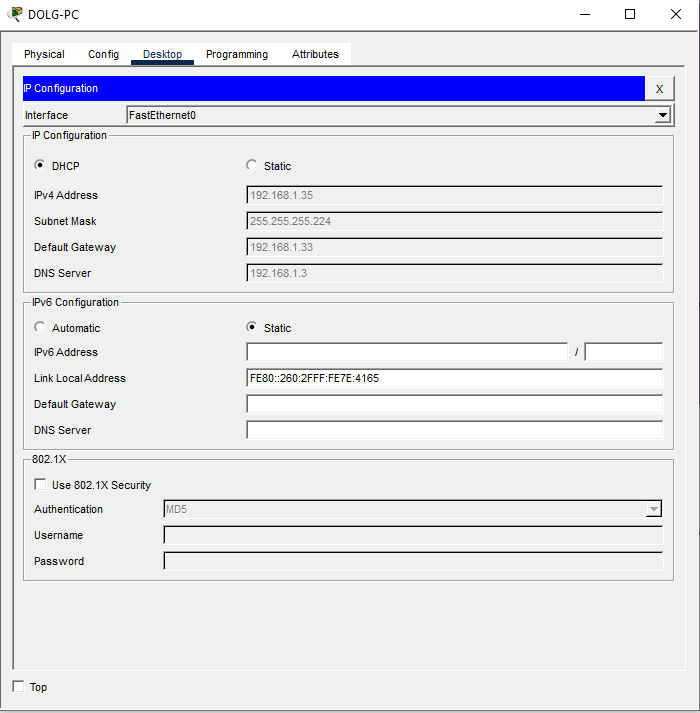 DOLG-PC
Physical Config Desktop Programming Attributes
IP Configuration X
Interface FastEthernet0
IP Configuration
DHCP Static
IPv4 Address 192.168.1.35
Subnet Mask 255.255.255.224
Default Gateway 192.168.1.33
DNS Server 192.168.1.3
IPv6 Configuration
Automatic Static
IPv6 Address /
Link Local Address FE80::260:2FFF:FE7E:4165
Default Gateway
DNS Server
802.1X
Use 802.1X Security
Authentication MD5
Username
Password
Top